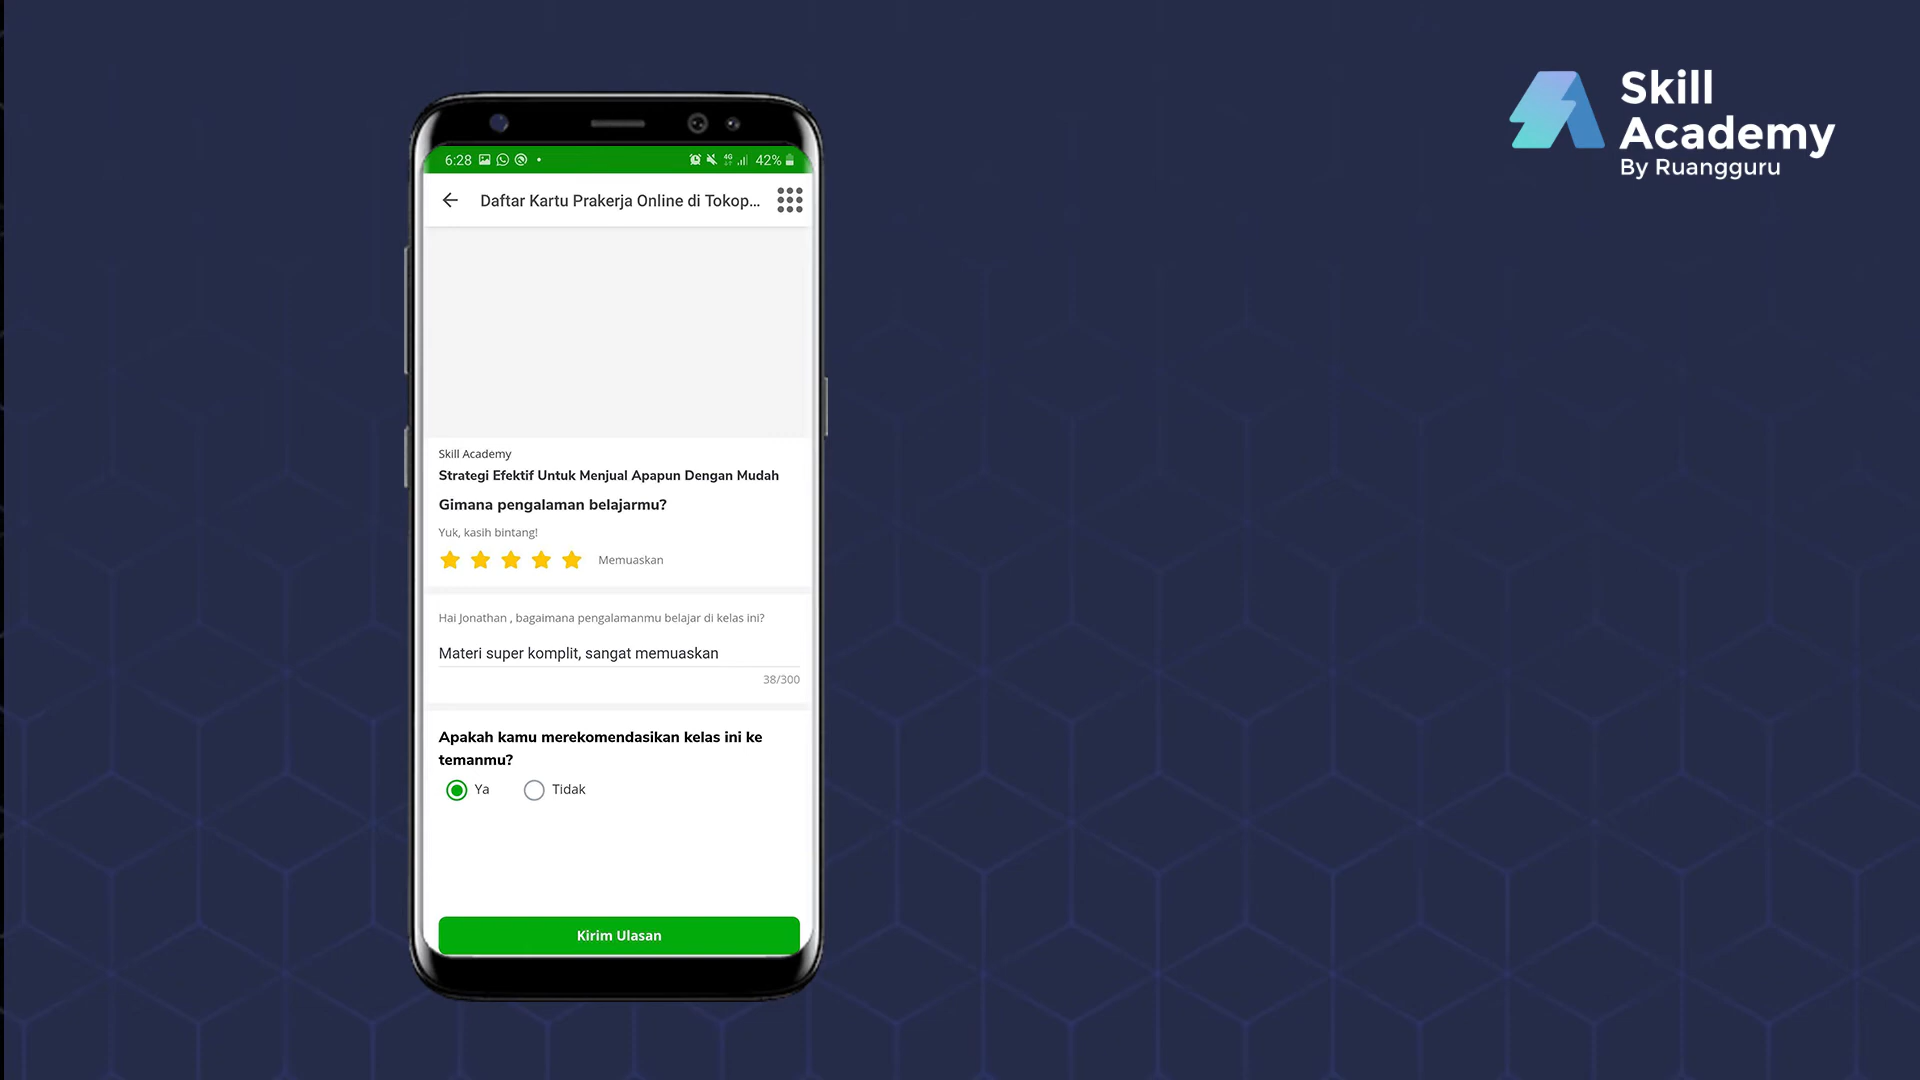 Skill
Academy
By Ruangguru
6:28
4G
42%
Daftar Kartu Prakerja Online di Tokop...
Skill Academy
Strategi Efektif Untuk Menjual Apapun Dengan Mudah
Gimana pengalaman belajarmu?
Yuk, kasih bintang!
Memuaskan
Hai Jonathan , bagaimana pengalamanmu belajar di kelas ini?
Materi super komplit, sangat memuaskan
38/300
Apakah kamu merekomendasikan kelas ini ke
temanmu?
Ya Tidak
Kirim Ulasan